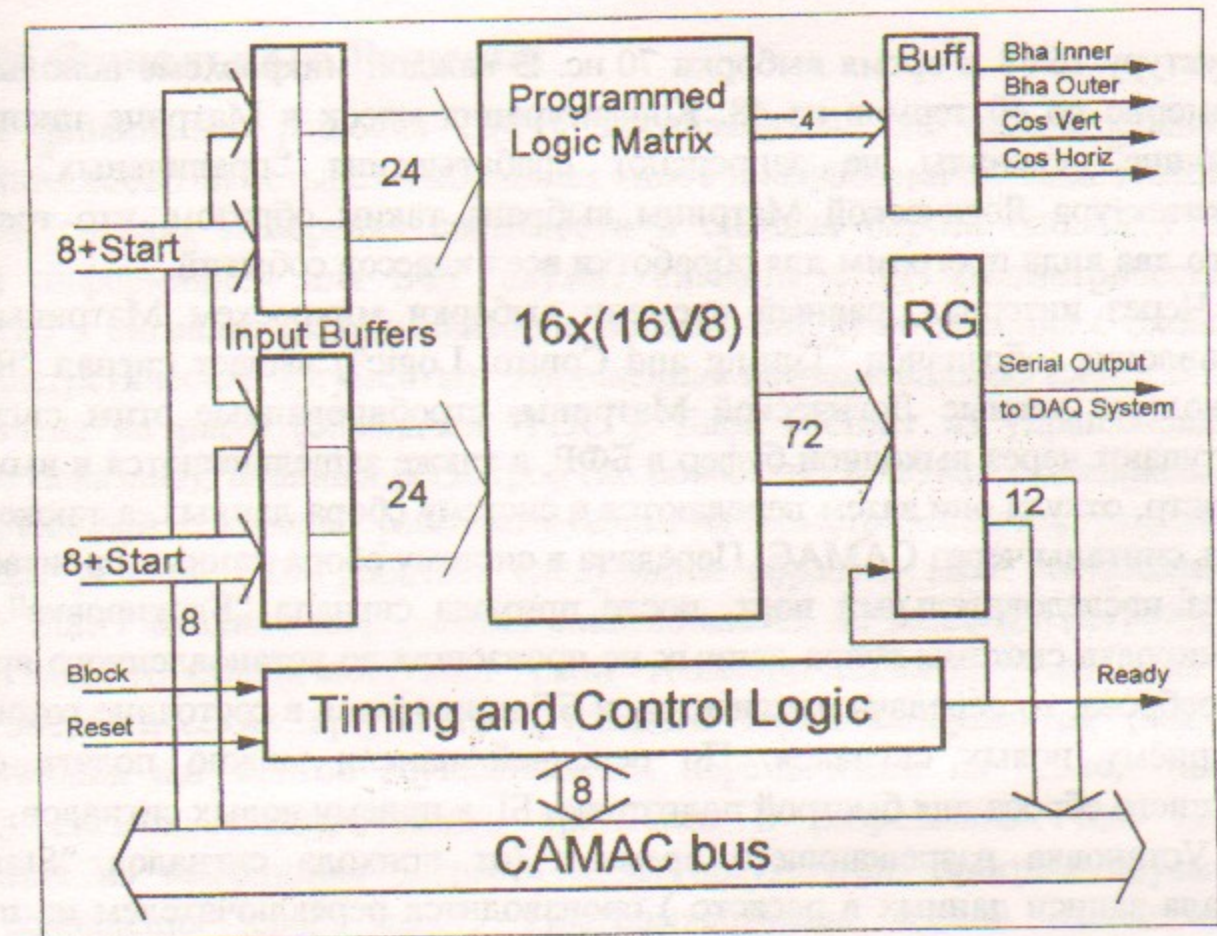 Buff.
Bha Inner
Bha Outer
Cos Vert
Cos Horiz
Programmed
Logic Matrix
4
24
8+Start
Input Buffers
16x(16V8)
RG
Serial Output
to DAQ System
72
24
12
8+Start
8
Block
Reset
Timing and Control Logic
Ready
8
CAMAC bus